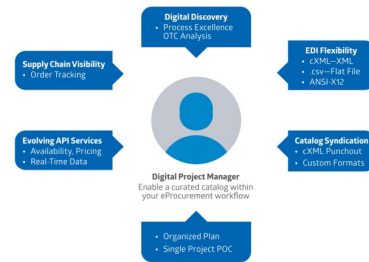 Digital Discovery
• Process Excellence
OTC Analysis
Supply Chain Visibility
• Order Tracking
EDI Flexibility
• cXML—XML
• .csv—Flat File
• ANSI-X12
Evolving API Services
• Availability, Pricing
• Real-Time Data
Catalog Syndication
• cXML Punchout
• Custom Formats
Digital Project Manager
Enable a curated catalog within
your eProcurement workflow
• Organized Plan
• Single Project POC